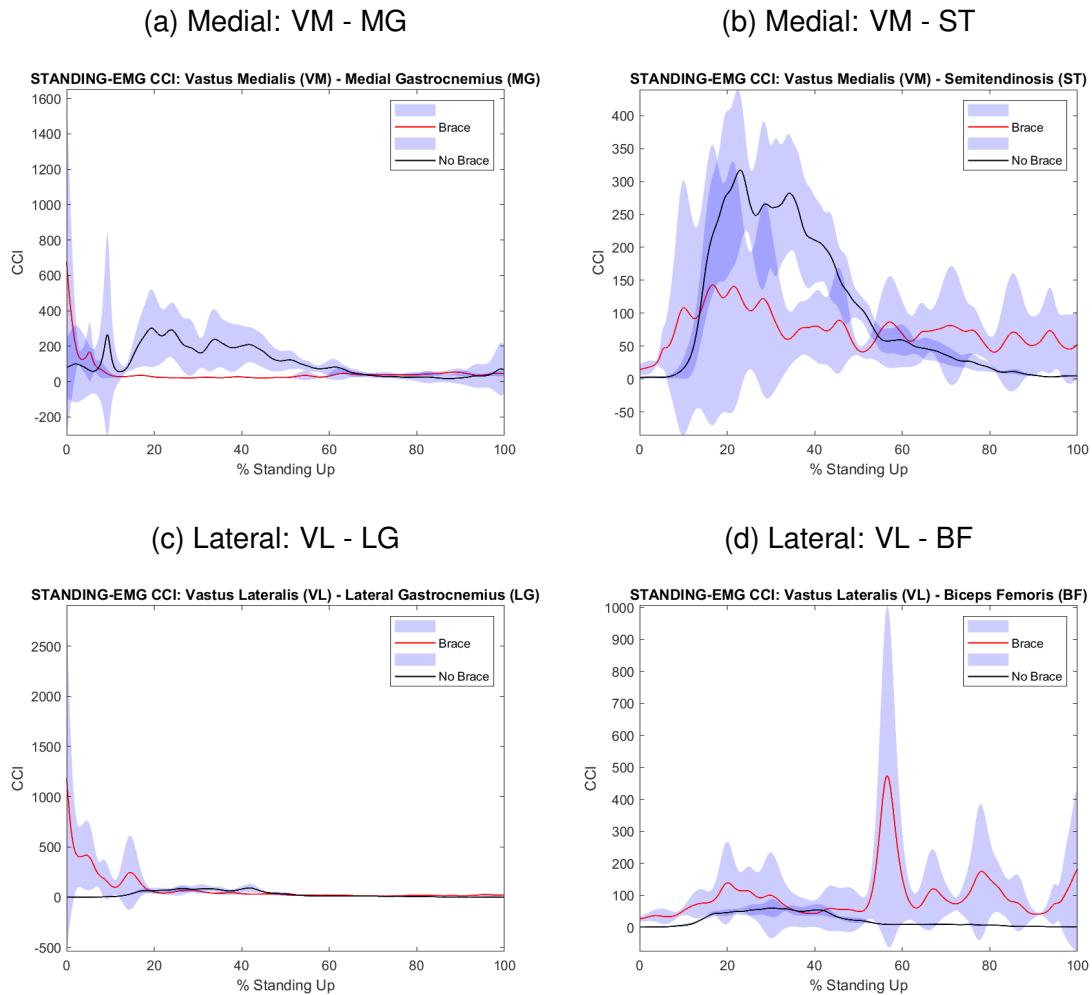 (a) Medial: VM - MG
STANDING-EMG CCI: Vastus Medialis (VM) - Medial Gastrocnemius (MG)
1600
1400
1200
1000
800
600
400
200
0
-200
CCI
Brace
No Brace
0 20 40 60 80 100
% Standing Up
(b) Medial: VM - ST
STANDING-EMG CCI: Vastus Medialis (VM) - Semitendinosis (ST)
400
350
300
250
200
150
100
50
0
-50
CCI
Brace
No Brace
0 20 40 60 80 100
% Standing Up
(c) Lateral: VL - LG
STANDING-EMG CCI: Vastus Lateralis (VL) - Lateral Gastrocnemius (LG)
2500
2000
1500
1000
500
0
-500
CCI
Brace
No Brace
0 20 40 60 80 100
% Standing Up
(d) Lateral: VL - BF
STANDING-EMG CCI: Vastus Lateralis (VL) - Biceps Femoris (BF)
1000
900
800
700
600
500
400
300
200
100
0
CCI
Brace
No Brace
0 20 40 60 80 100
% Standing Up